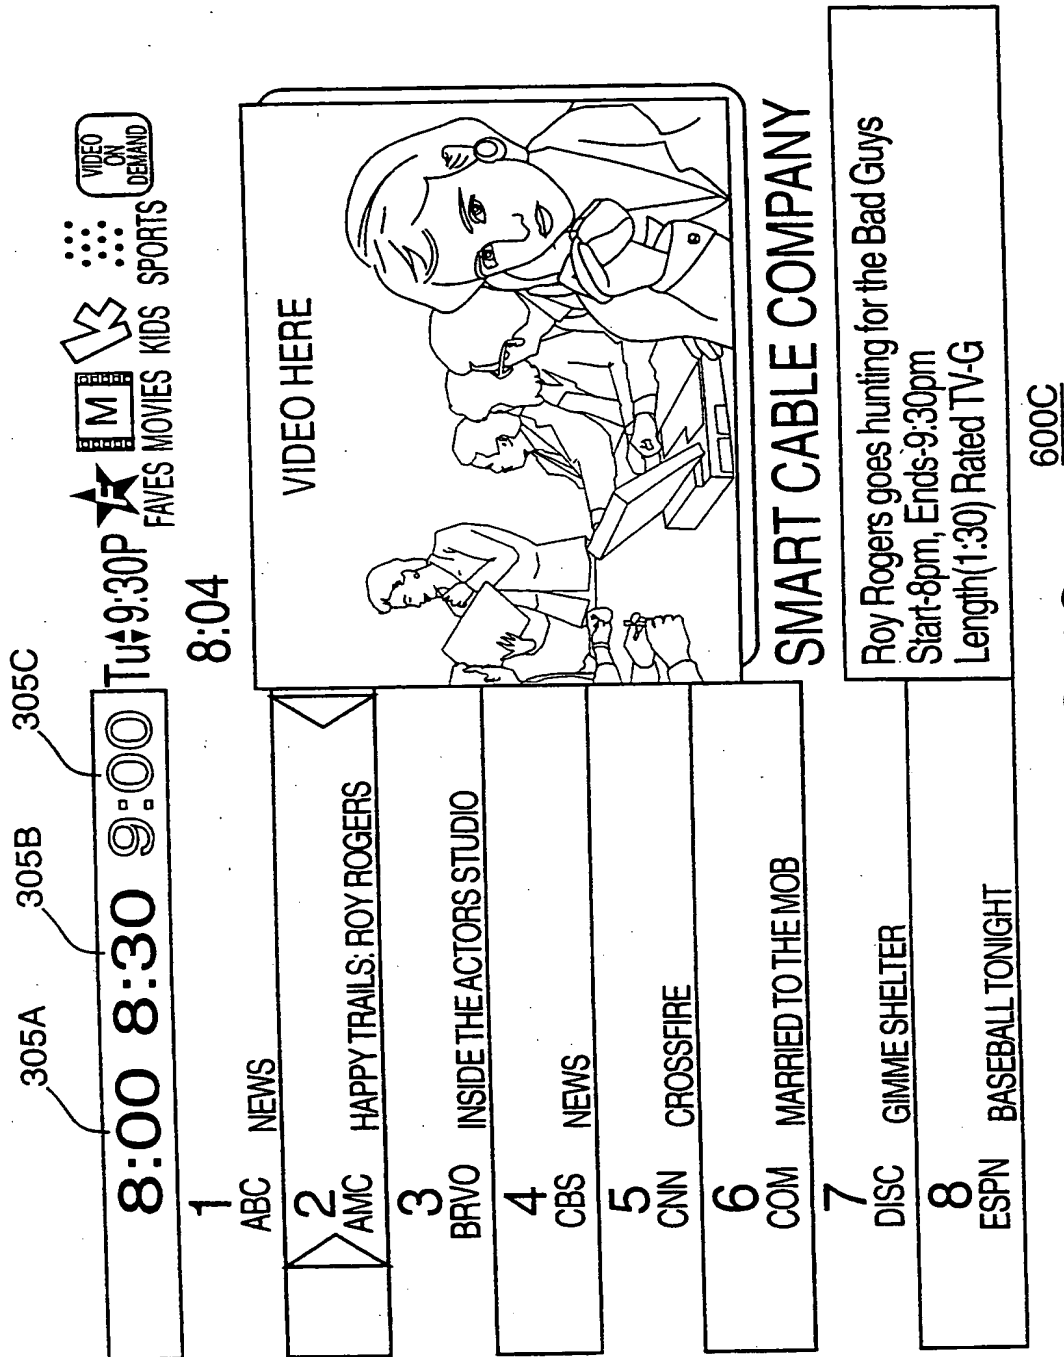 305A
305B
305C
8:00 8:30 9:00
Tu 9:30P
F
M
FAVES MOVIES KIDS SPORTS
VIDEO
ON
DEMAND
8:04
1
ABC NEWS
2
AMC HAPPY TRAILS: ROY ROGERS
3
BRVO INSIDE THE ACTORS STUDIO
4
CBS NEWS
5
CNN CROSSFIRE
6
COM MARRIED TO THE MOB
7
DISC GIMME SHELTER
8
ESPN BASEBALL TONIGHT
VIDEO HERE
SMART CABLE COMPANY
Roy Rogers goes hunting for the Bad Guys
Start-8pm, Ends-9:30pm
Length(1:30) Rated TV-G
600C